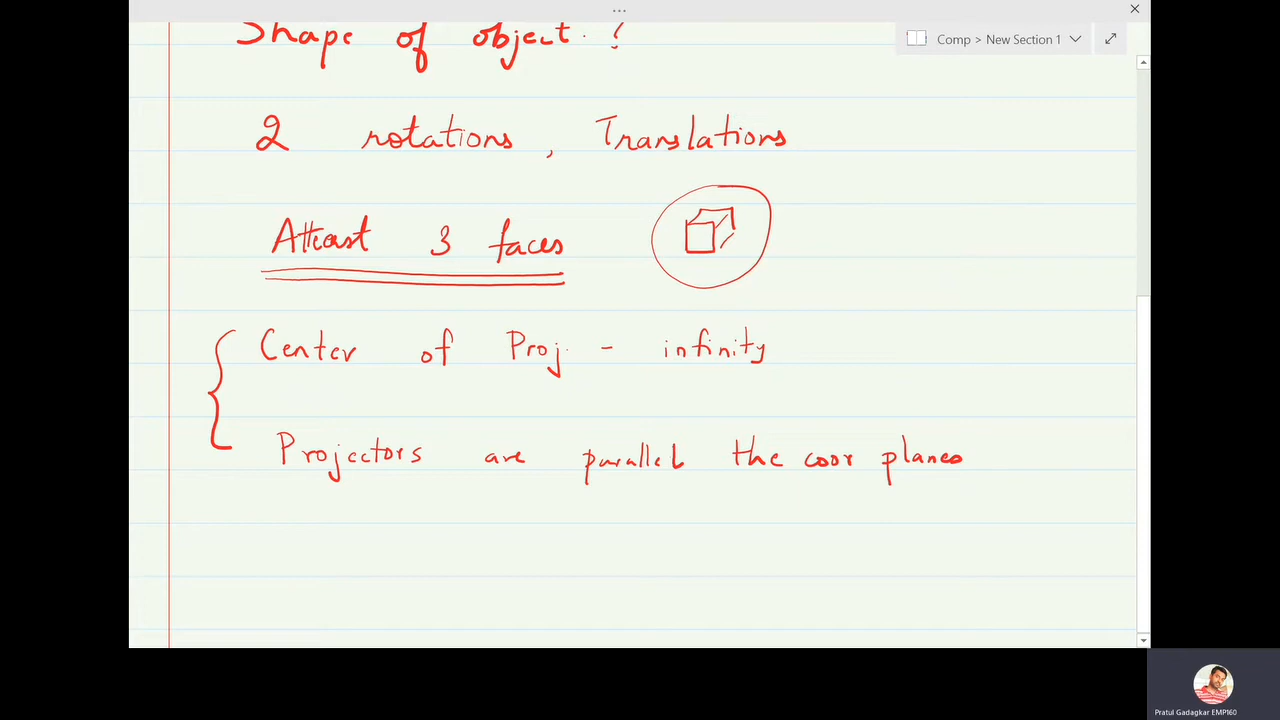 Shape of object ?
Comp > New Section 1
2 rotations, Translations
Atleast 3 faces
Center of Proj. - infinity
Projectors are parallel the coor planes
Pratul Gadagkar EMP160